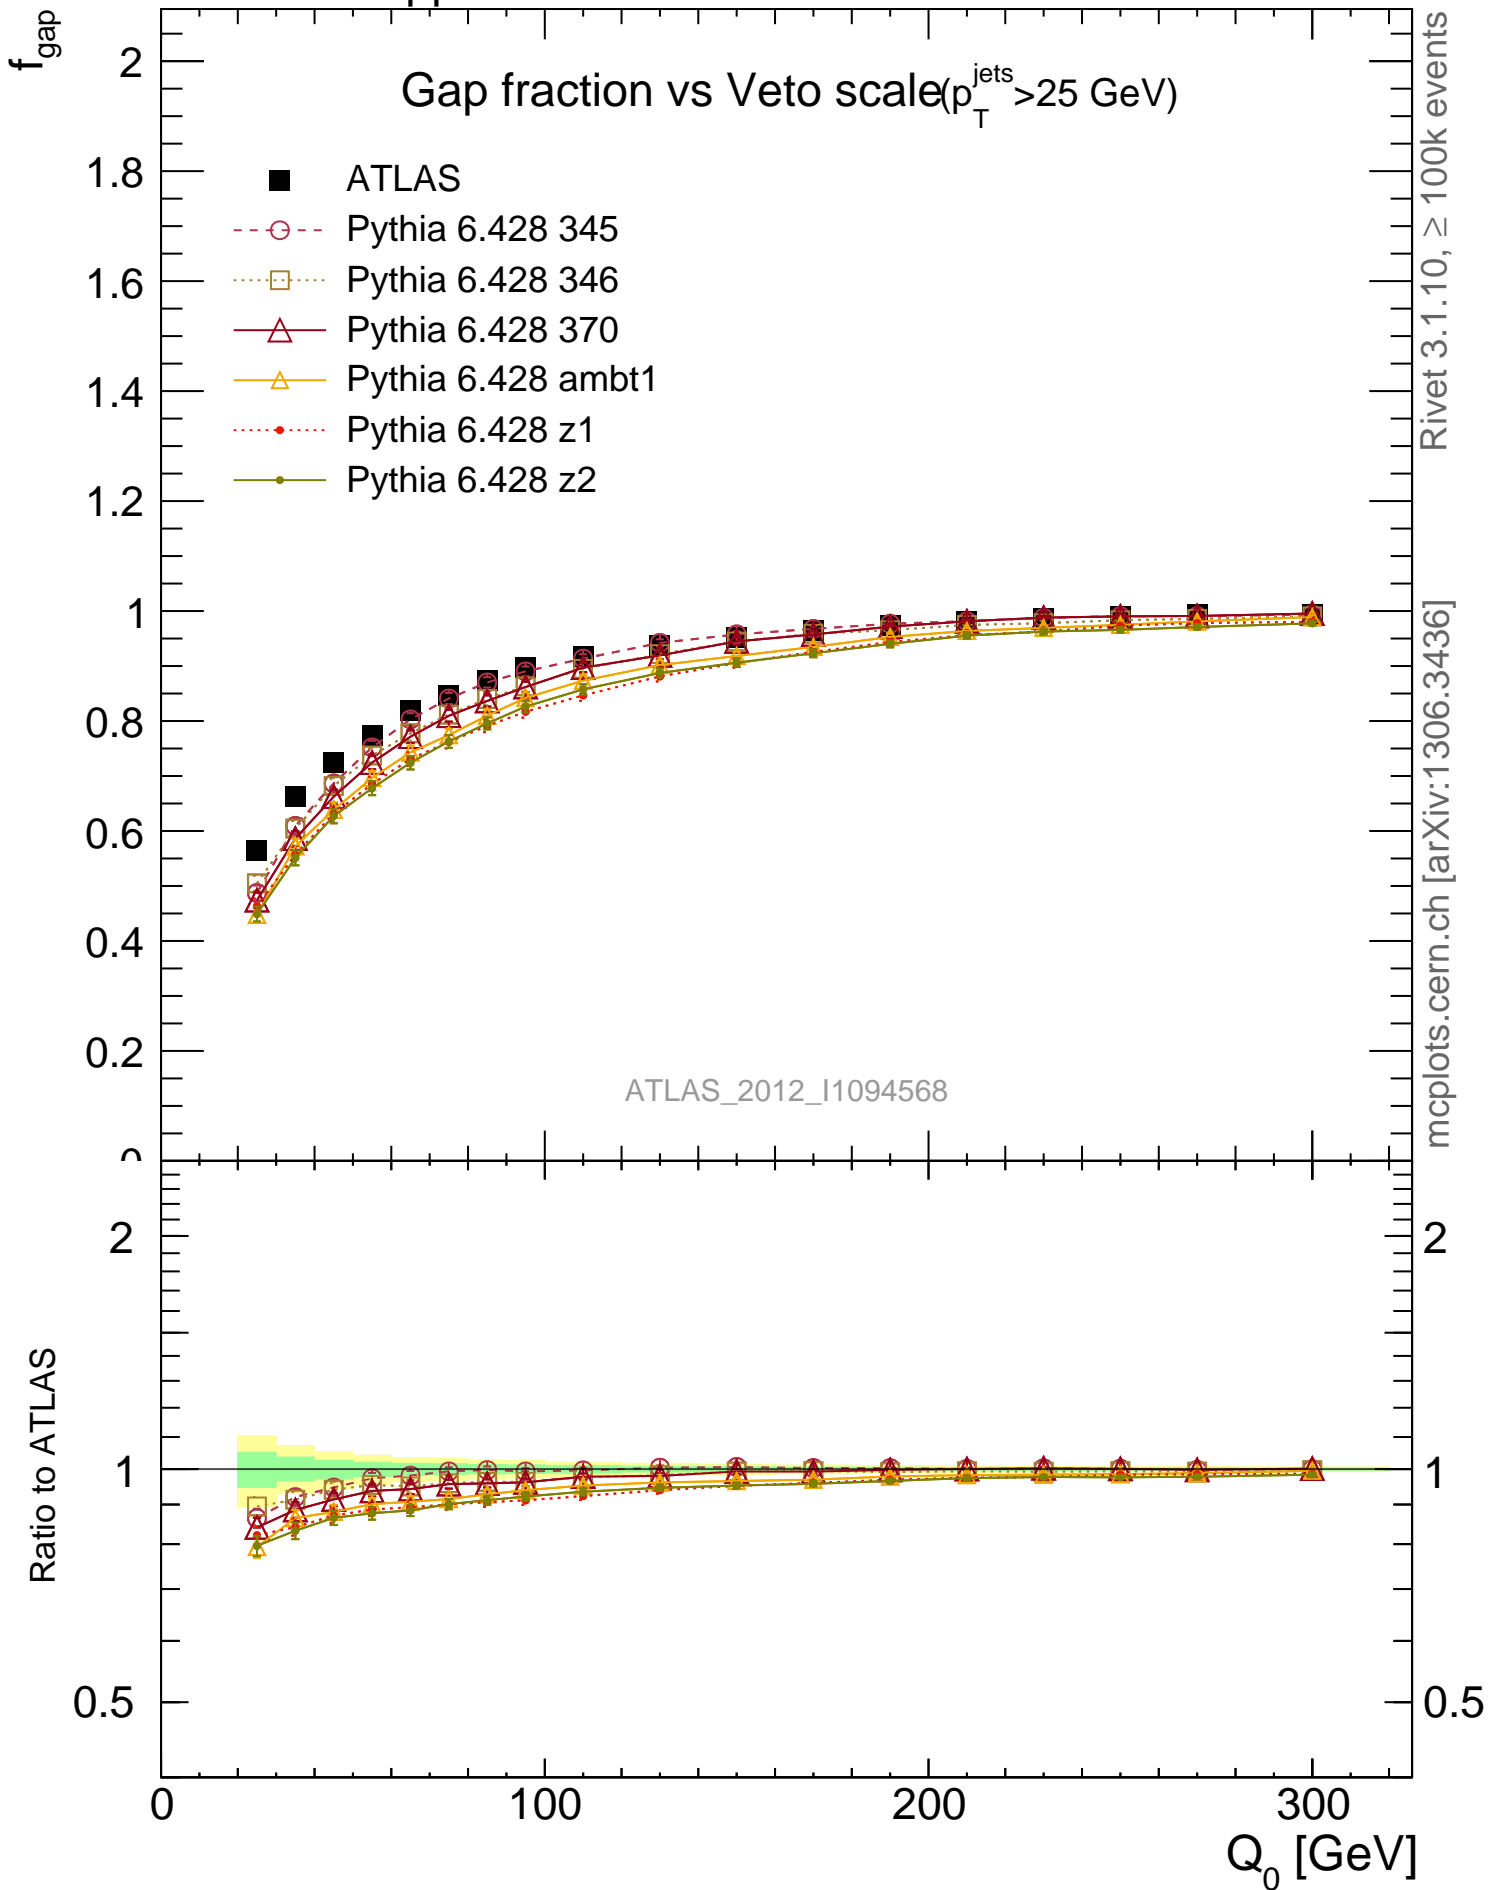 f_gap
Gap fraction vs Veto scale(p_T^jets>25 GeV)
ATLAS
Pythia 6.428 345
Pythia 6.428 346
Pythia 6.428 370
Pythia 6.428 ambt1
Pythia 6.428 z1
Pythia 6.428 z2
2
1.8
1.6
1.4
1.2
1
0.8
0.6
0.4
0.2
0
ATLAS_2012_I1094568
Rivet 3.1.10, ≥ 100k events
mcplots.cern.ch [arXiv:1306.3436]
Ratio to ATLAS
2
1
0.5
2
1
0.5
0
100
200
300
Q_0 [GeV]